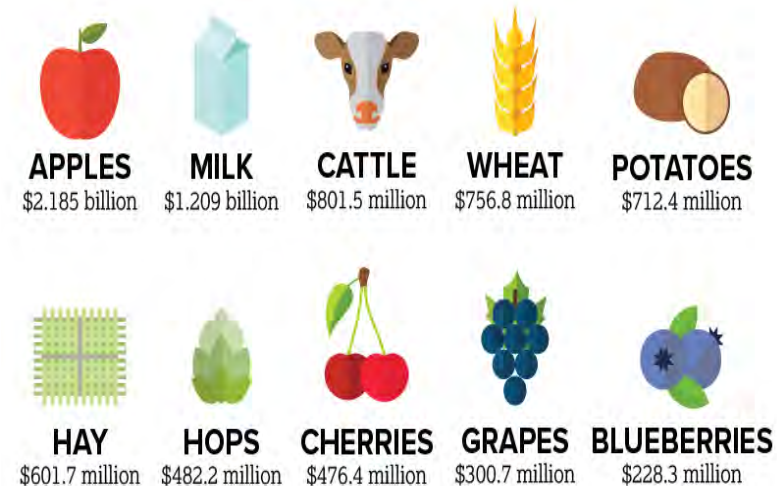 APPLES
$2.185 billion
MILK
$1.209 billion
CATTLE
$801.5 million
WHEAT
$756.8 million
POTATOES
$712.4 million
HAY
$601.7 million
HOPS
$482.2 million
CHERRIES
$476.4 million
GRAPES
$300.7 million
BLUEBERRIES
$228.3 million